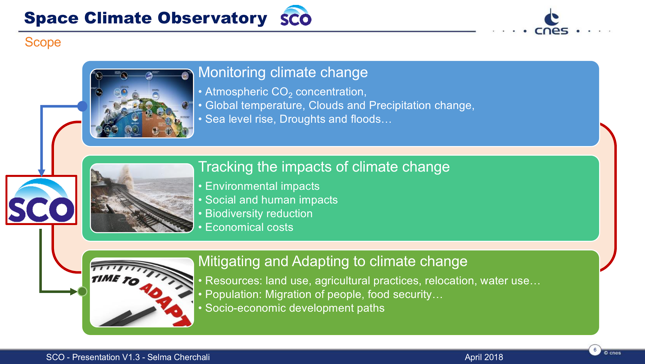 Space Climate Observatory SCO
cnes
Scope
Monitoring climate change
• Atmospheric CO₂ concentration,
• Global temperature, Clouds and Precipitation change,
• Sea level rise, Droughts and floods…
Tracking the impacts of climate change
• Environmental impacts
• Social and human impacts
• Biodiversity reduction
• Economical costs
SCO
Mitigating and Adapting to climate change
• Resources: land use, agricultural practices, relocation, water use…
• Population: Migration of people, food security…
• Socio-economic development paths
TIME TO ADAPT
SCO - Presentation V1.3 - Selma Cherchali
April 2018
6
© cnes